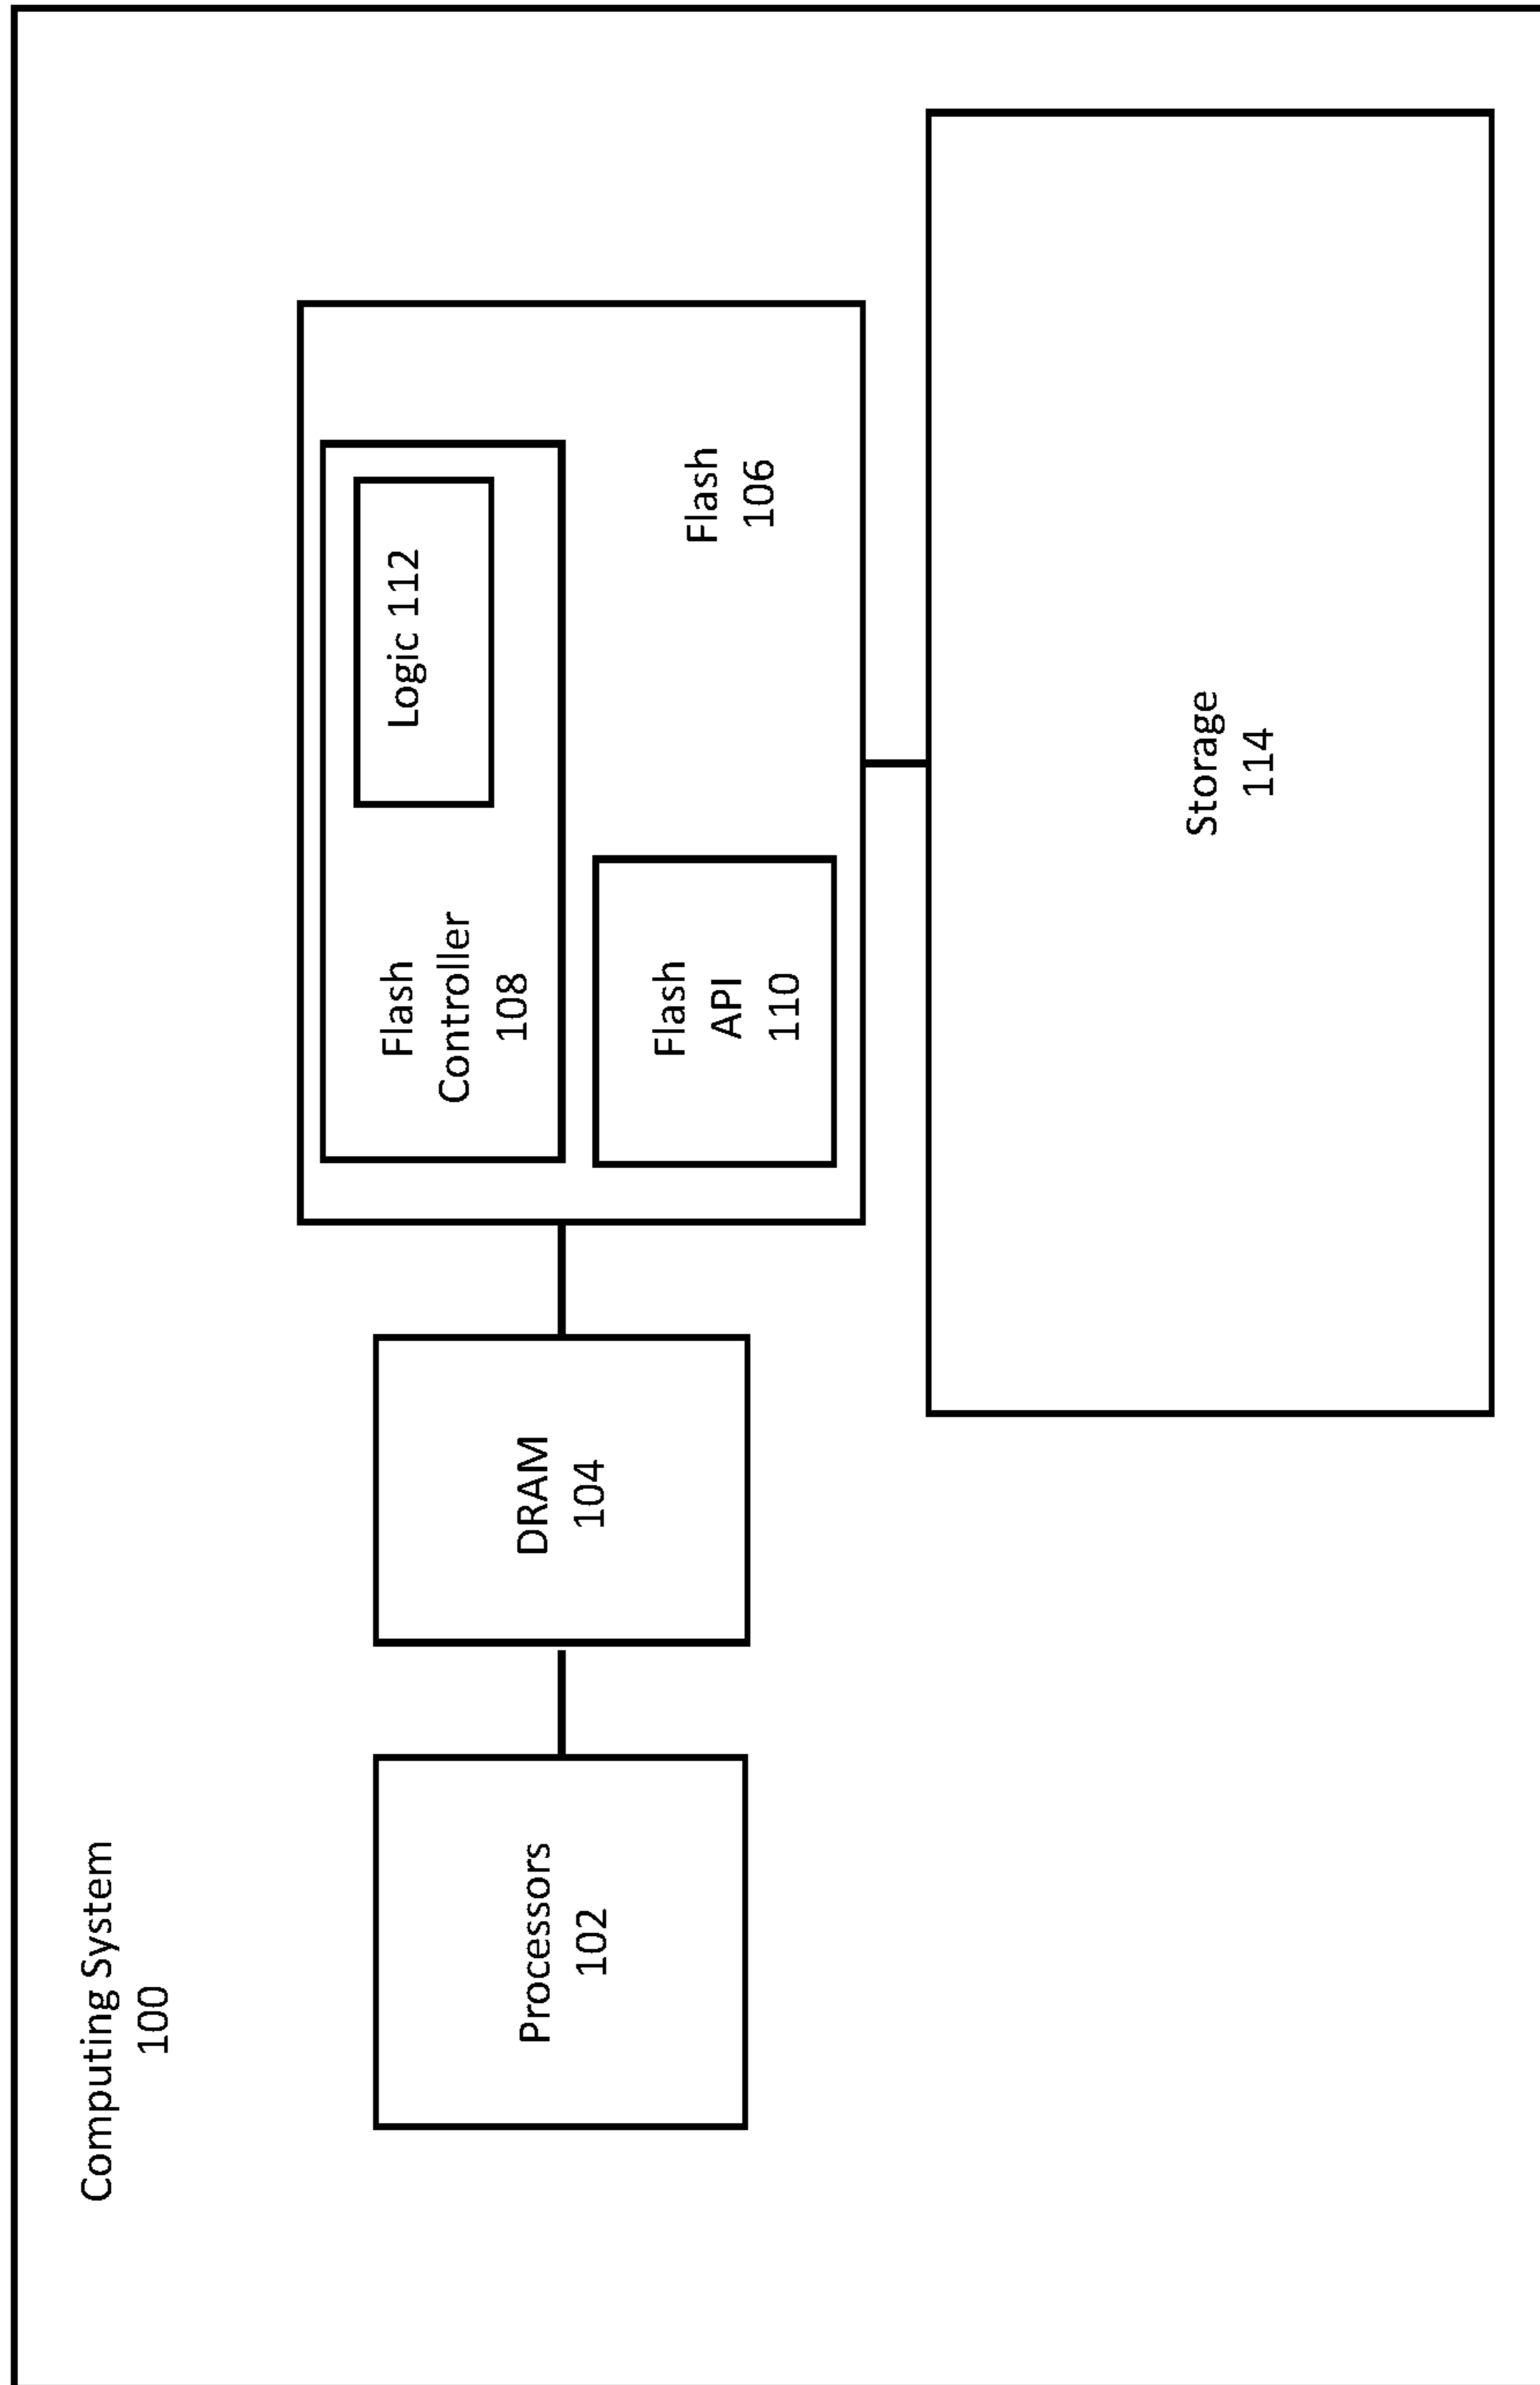 Computing System
100
Processors
102
DRAM
104
Flash
Controller
108
Logic 112
Flash
API
110
Flash
106
Storage
114